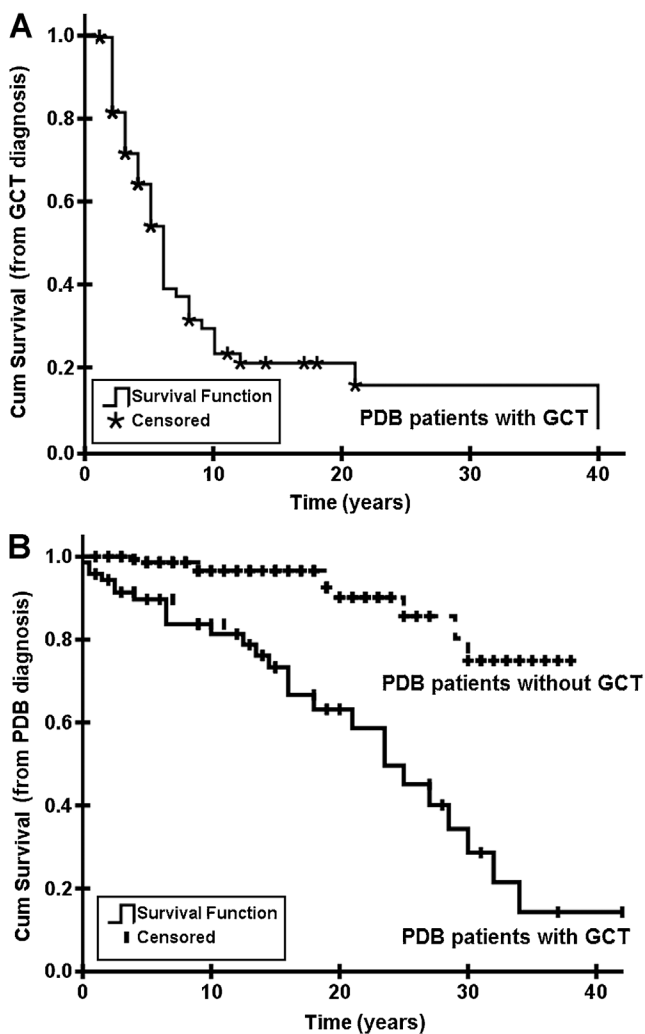 A
Cum Survival (from GCT diagnosis)
1.0
0.8
0.6
0.4
0.2
0.0
Survival Function
Censored
PDB patients with GCT
0 10 20 30 40
Time (years)
B
Cum Survival (from PDB diagnosis)
1.0
0.8
0.6
0.4
0.2
0.0
PDB patients without GCT
Survival Function
Censored
PDB patients with GCT
0 10 20 30 40
Time (years)